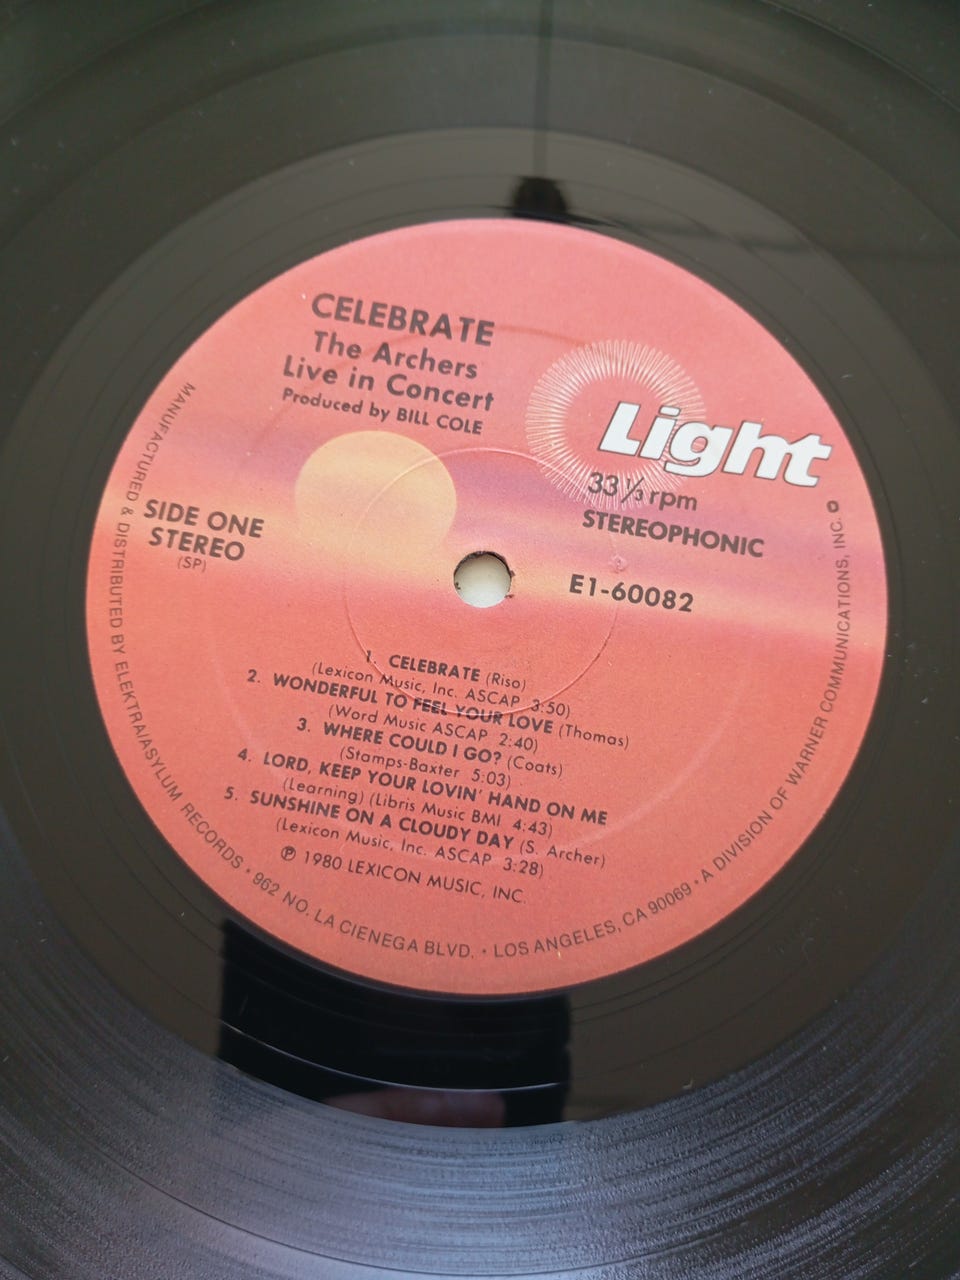 CELEBRATE
The Archers
Live in Concert
Produced by BILL COLE
Light
33 1/3 rpm
STEREOPHONIC
SIDE ONE
STEREO
(SP)
E1-60082
1. CELEBRATE (Riso)
(Lexicon Music, Inc. ASCAP 3:50)
2. WONDERFUL TO FEEL YOUR LOVE (Thomas)
(Word Music ASCAP 2:40)
3. WHERE COULD I GO? (Coats)
(Stamps-Baxter 5:03)
4. LORD, KEEP YOUR LOVIN' HAND ON ME
(Learning) (Libris Music BMI 4:43)
5. SUNSHINE ON A CLOUDY DAY (S. Archer)
(Lexicon Music, Inc. ASCAP 3:28)
℗ 1980 LEXICON MUSIC, INC.
MANUFACTURED & DISTRIBUTED BY ELEKTRA/ASYLUM RECORDS • 962 NO. LA CIENEGA BLVD. • LOS ANGELES, CA 90069 • A DIVISION OF WARNER COMMUNICATIONS, INC.